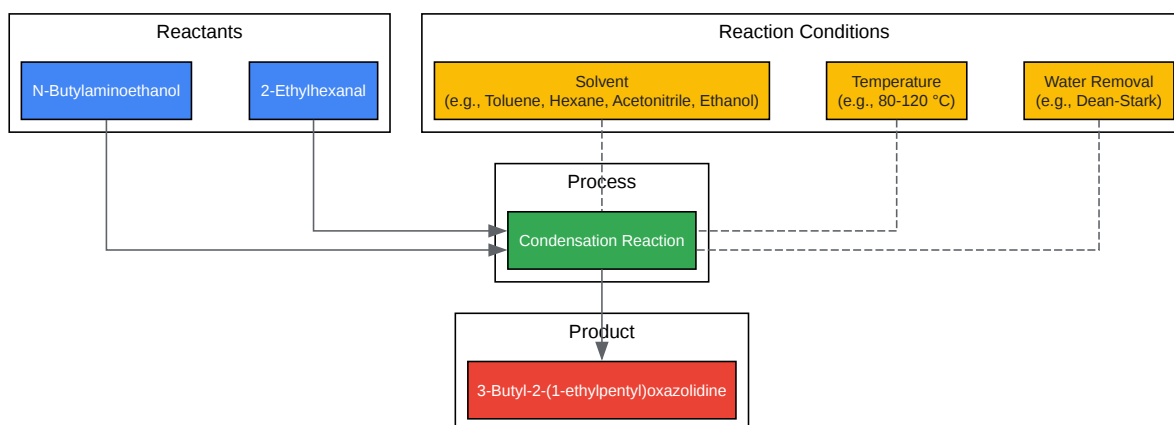 Reactants
Reaction Conditions
N-Butylaminoethanol
2-Ethylhexanal
Solvent
(e.g., Toluene, Hexane, Acetonitrile, Ethanol)
Temperature
(e.g., 80-120 °C)
Water Removal
(e.g., Dean-Stark)
Process
Condensation Reaction
Product
3-Butyl-2-(1-ethylpentyl)oxazolidine